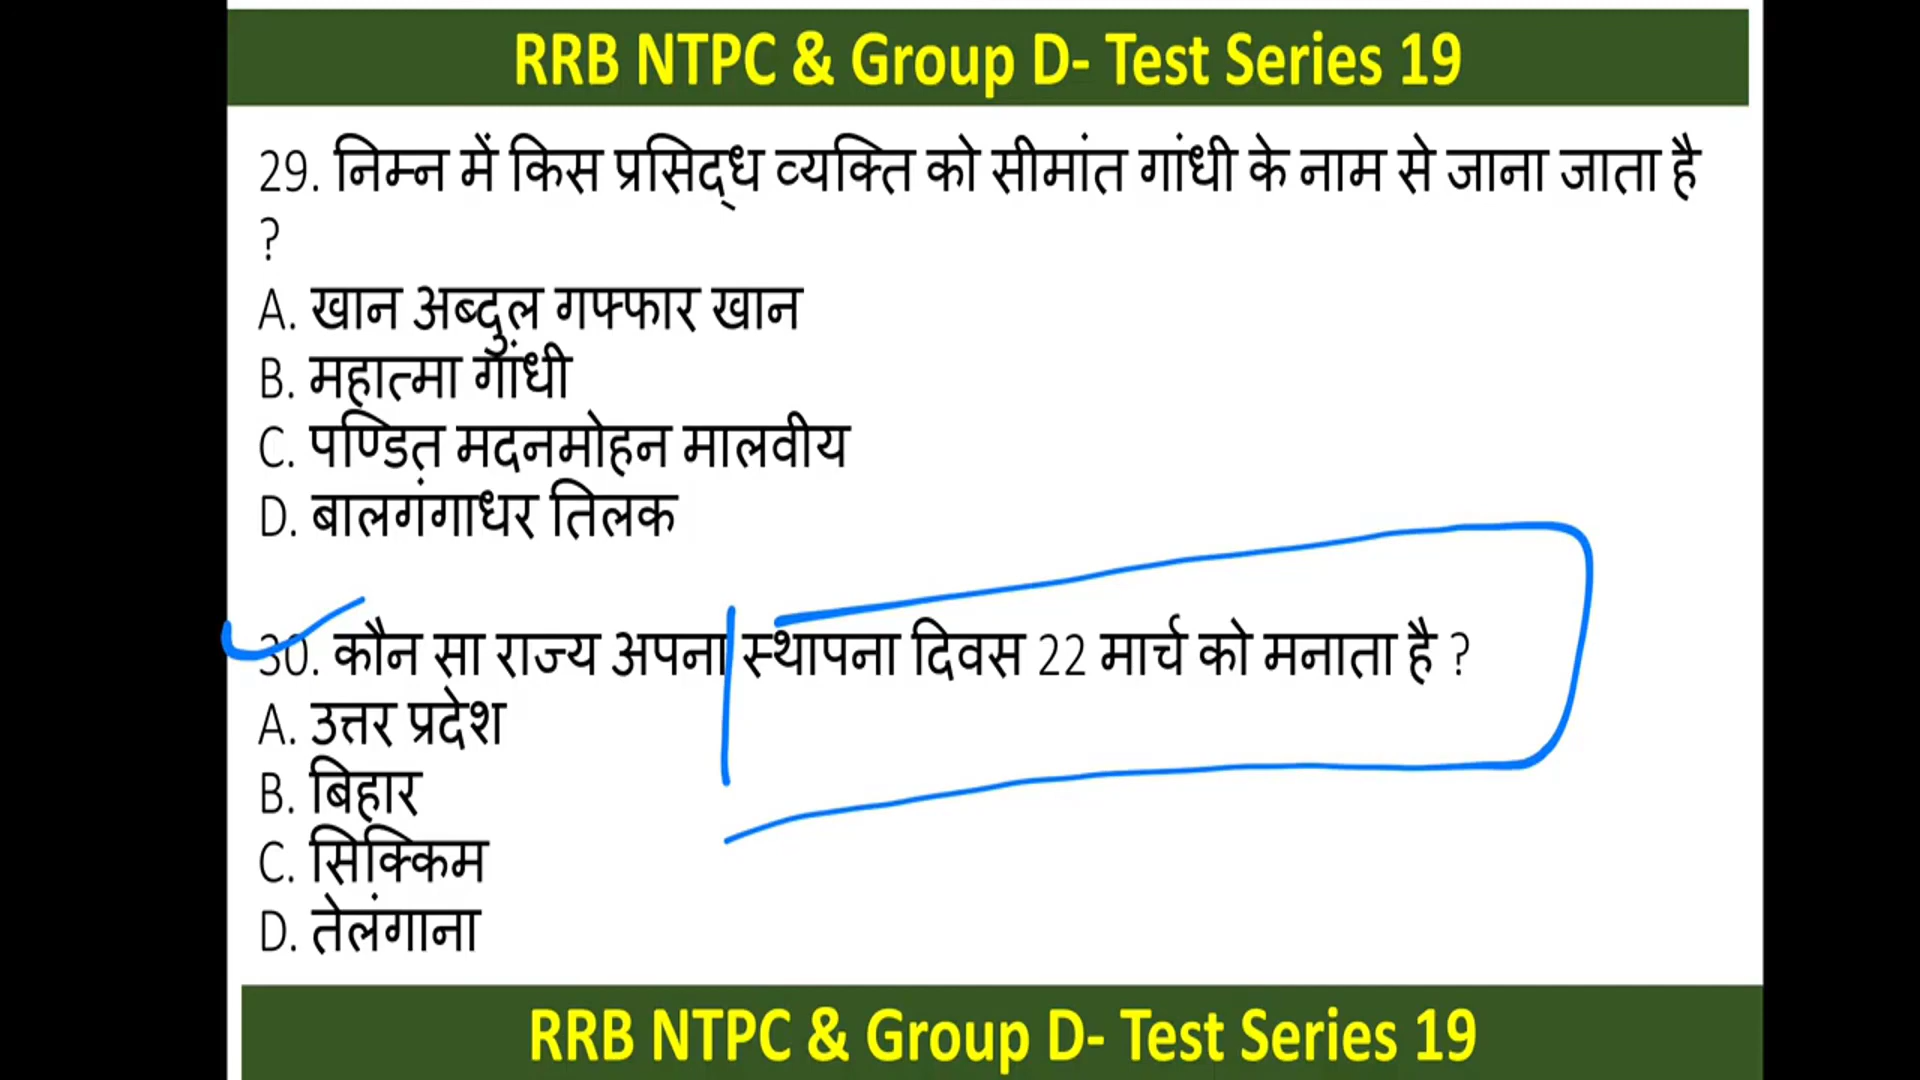 RRB NTPC & Group D- Test Series 19
29. निम्न में किस प्रसिद्ध व्यक्ति को सीमांत गांधी के नाम से जाना जाता है
?
A. खान अब्दुल गफ्फार खान
B. महात्मा गांधी
C. पण्डित मदनमोहन मालवीय
D. बालगंगाधर तिलक
30. कौन सा राज्य अपना स्थापना दिवस 22 मार्च को मनाता है ?
A. उत्तर प्रदेश
B. बिहार
C. सिक्किम
D. तेलंगाना
RRB NTPC & Group D- Test Series 19